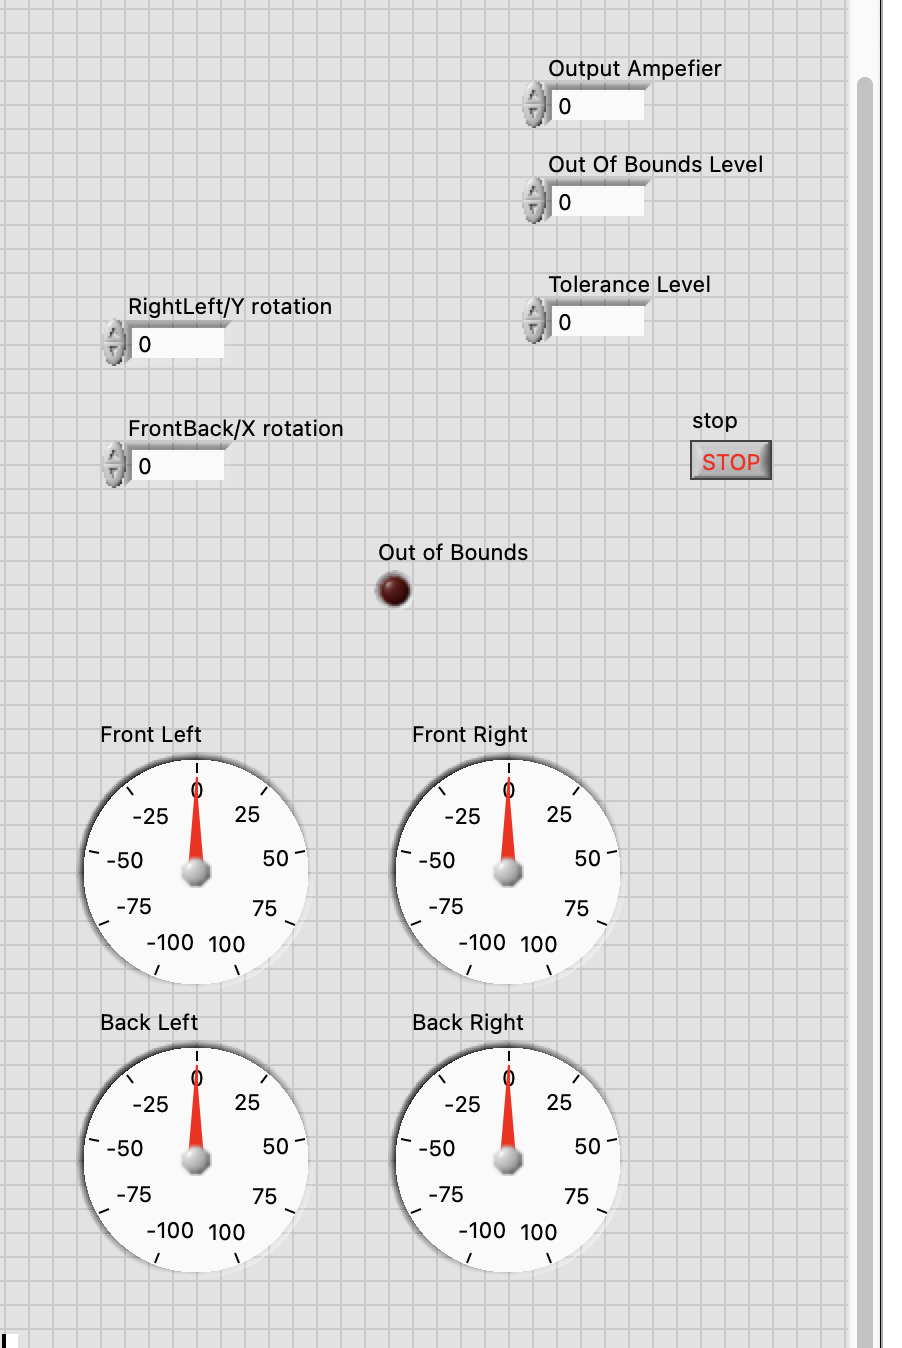 Output Ampefier
0
Out Of Bounds Level
0
Tolerance Level
0
RightLeft/Y rotation
0
FrontBack/X rotation
0
stop
STOP
Out of Bounds
Front Left
0
-25 25
-50 50
-75 75
-100 100
Front Right
0
-25 25
-50 50
-75 75
-100 100
Back Left
0
-25 25
-50 50
-75 75
-100 100
Back Right
0
-25 25
-50 50
-75 75
-100 100